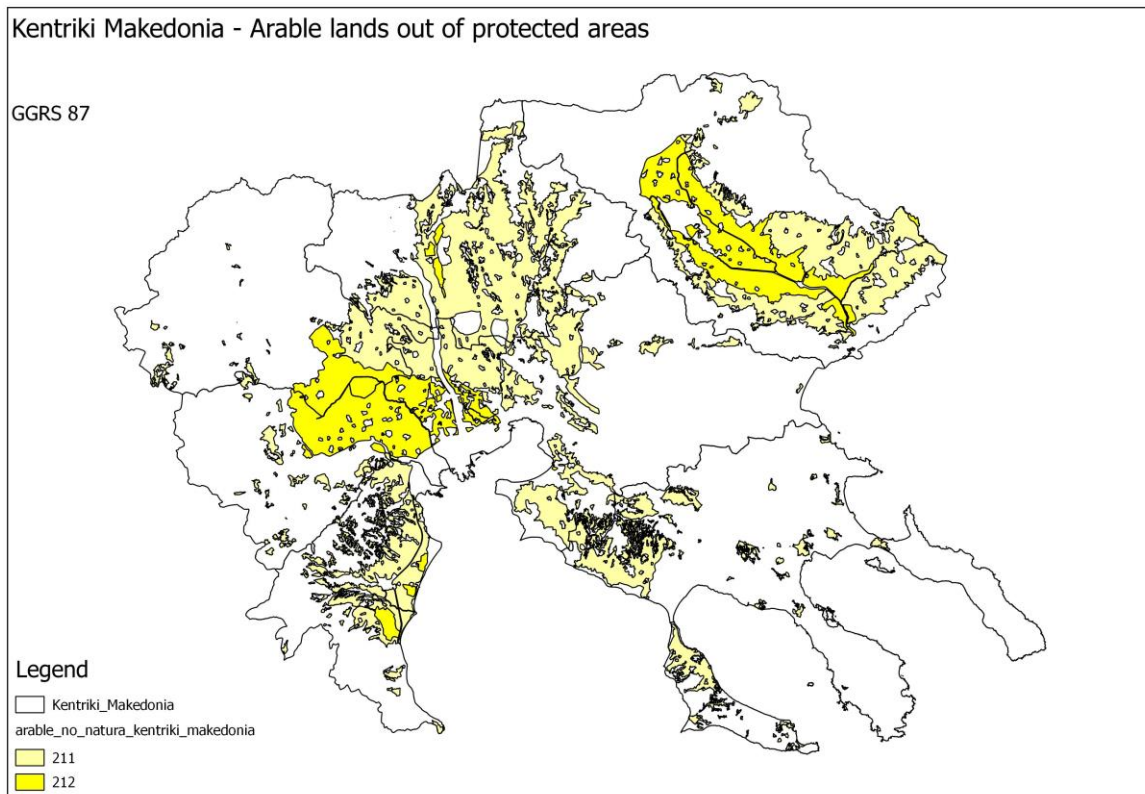 Kentriki Makedonia - Arable lands out of protected areas
GGRS 87
Legend
Kentriki_Makedonia
arable_no_natura_kentriki_makedonia
211
212